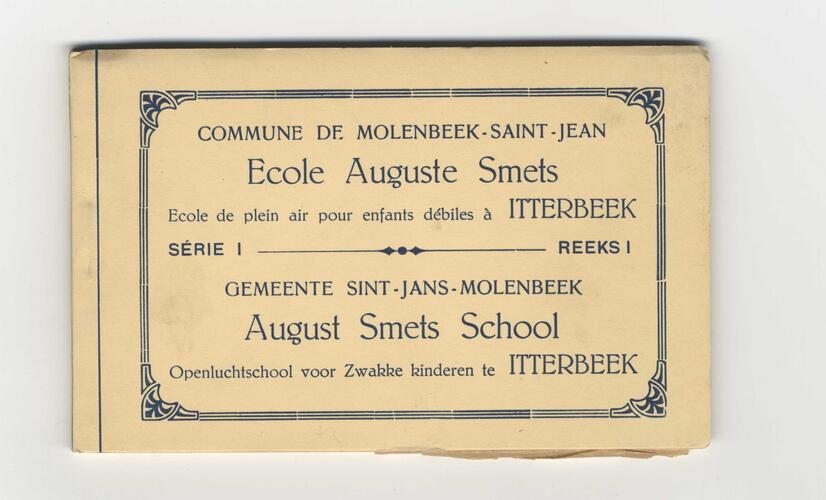 COMMUNE DE MOLENBEEK-SAINT-JEAN
Ecole Auguste Smets
Ecole de plein air pour enfants débiles à ITTERBEEK
SÉRIE I REEKS I
GEMEENTE SINT-JANS-MOLENBEEK
August Smets School
Openluchtschool voor Zwakke kinderen te ITTERBEEK